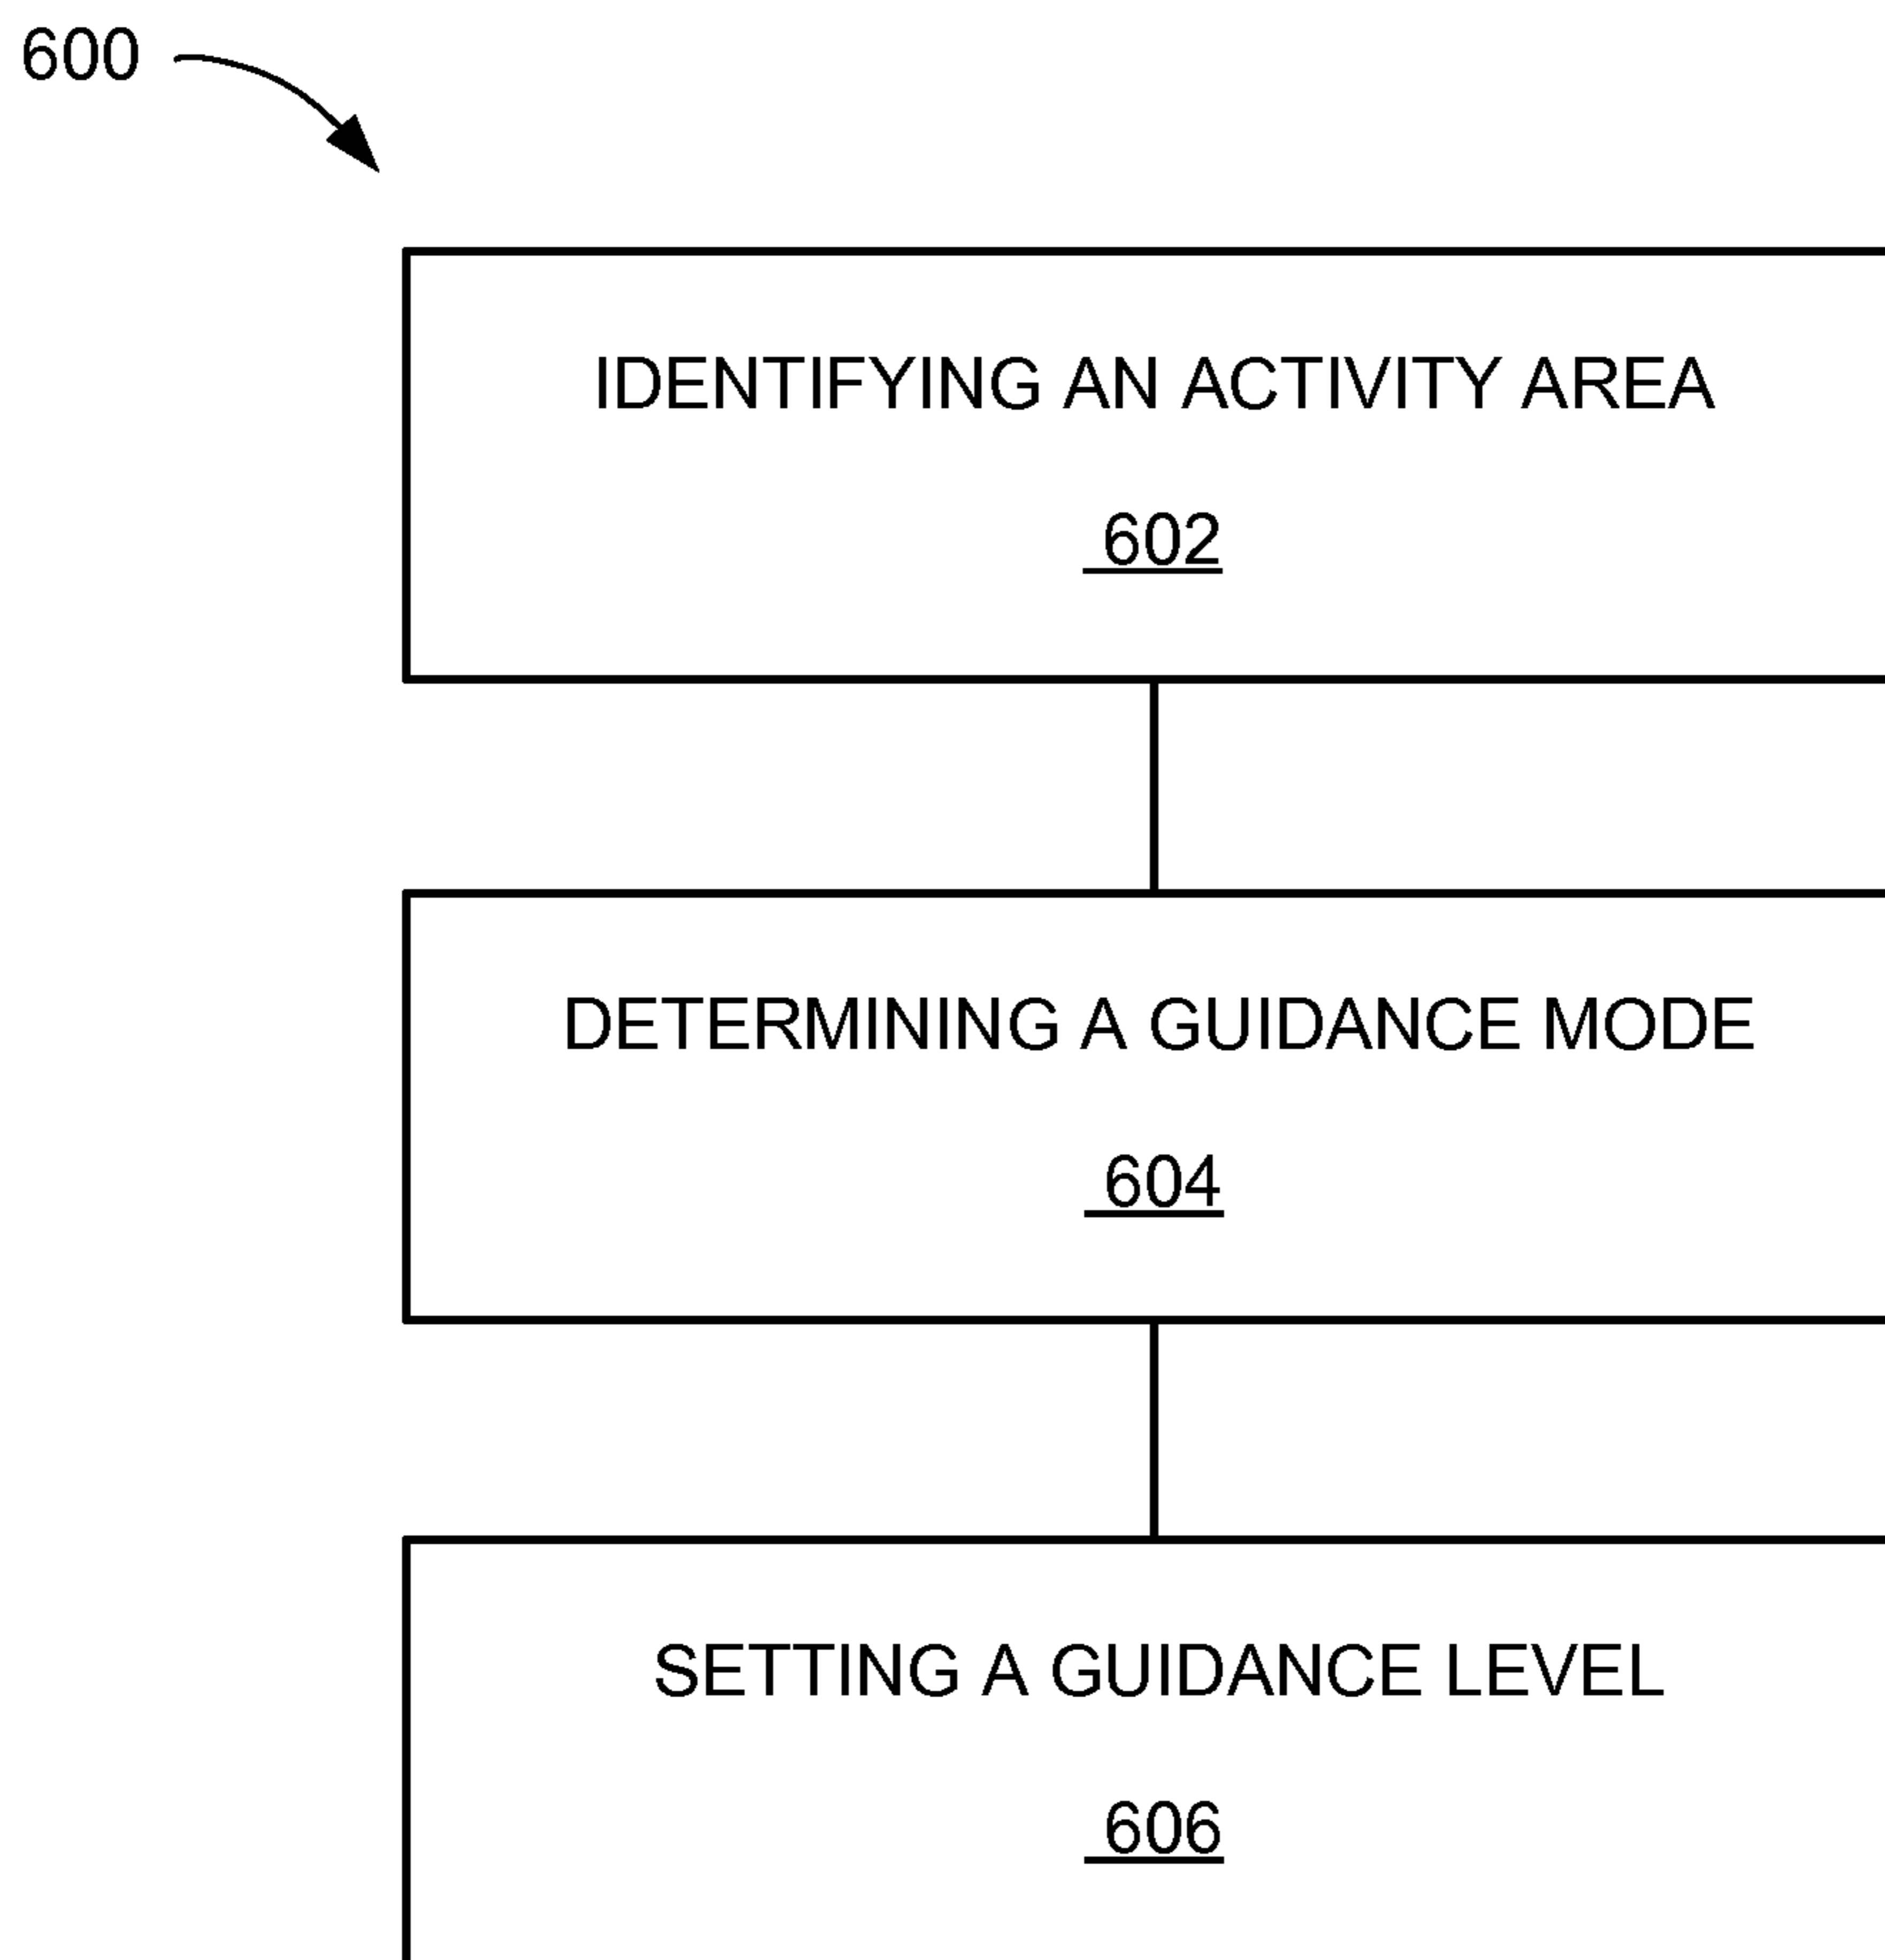 600
IDENTIFYING AN ACTIVITY AREA
602
DETERMINING A GUIDANCE MODE
604
SETTING A GUIDANCE LEVEL
606